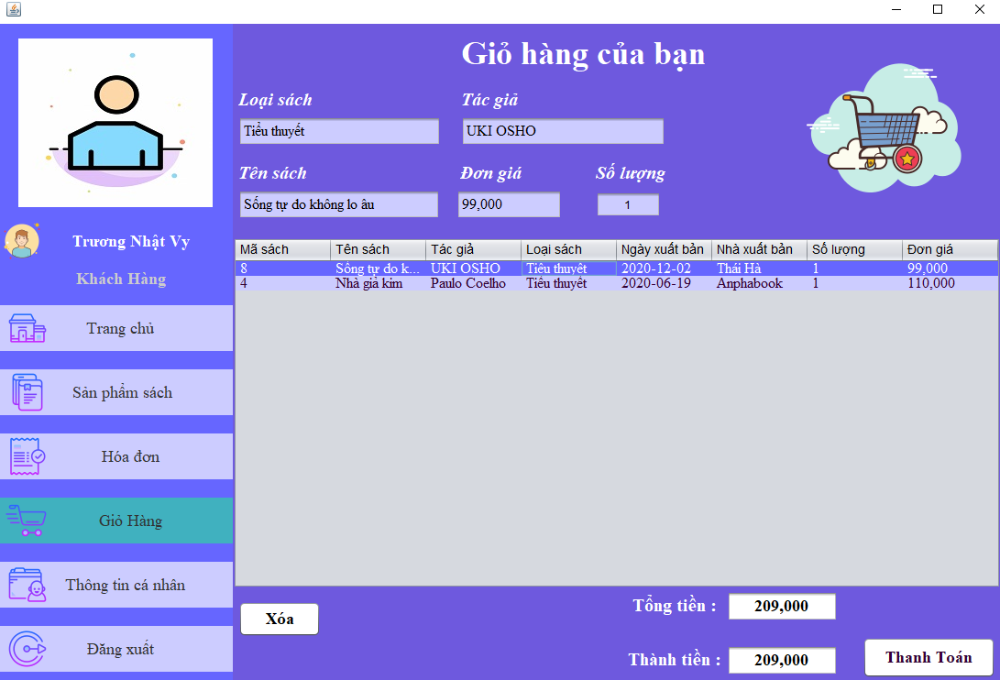 Giỏ hàng của bạn
Loại sách Tác giả
Tiểu thuyết UKI OSHO
Tên sách Đơn giá Số lượng
Sống tự do không lo âu 99,000 1
Trương Nhật Vy
Khách Hàng
Trang chủ
Sản phẩm sách
Hóa đơn
Giỏ Hàng
Thông tin cá nhân
Đăng xuất
Mã sách Tên sách Tác giả Loại sách Ngày xuất bản Nhà xuất bản Số lượng Đơn giá
8 Sống tự do k... UKI OSHO Tiểu thuyết 2020-12-02 Thái Hà 1 99,000
4 Nhà giả kim Paulo Coelho Tiểu thuyết 2020-06-19 Anphabook 1 110,000
Xóa
Tổng tiền : 209,000
Thành tiền : 209,000
Thanh Toán